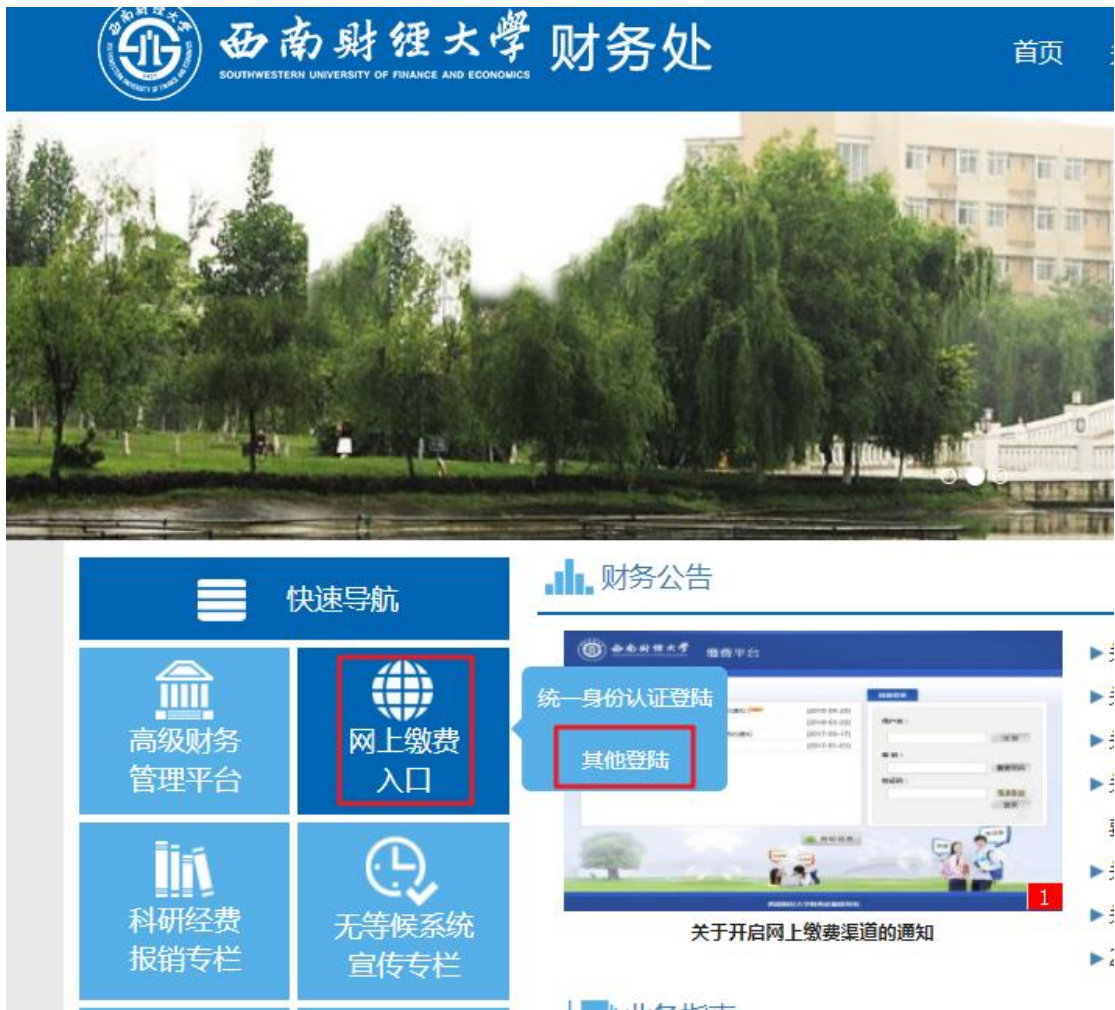 西南财经大学 财务处
SOUTHWESTERN UNIVERSITY OF FINANCE AND ECONOMICS
首页
快速导航
财务公告
高级财务
管理平台
网上缴费
入口
统一身份认证登陆
其他登陆
西南财经大学 缴费平台
1
关于开启网上缴费渠道的通知
科研经费
报销专栏
无等候系统
宣传专栏